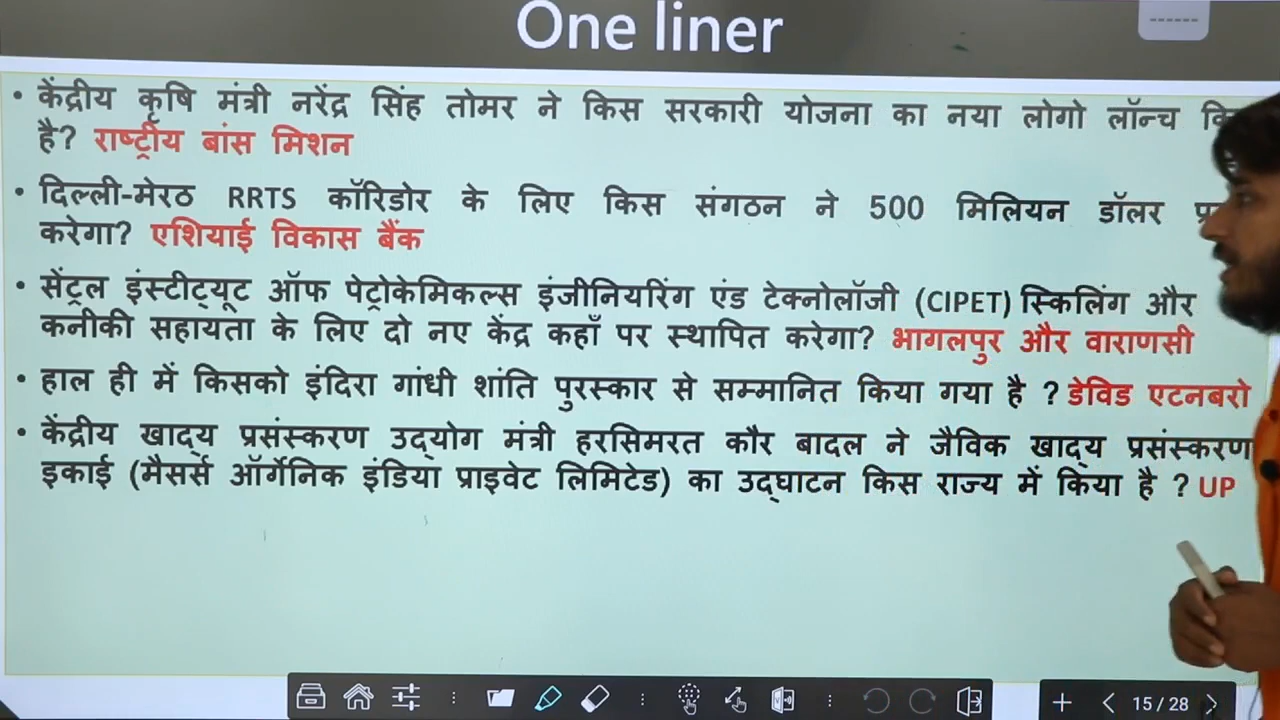 One liner
------
• केंद्रीय कृषि मंत्री नरेंद्र सिंह तोमर ने किस सरकारी योजना का नया लोगो लॉन्च
है? राष्ट्रीय बांस मिशन
• दिल्ली-मेरठ RRTS कॉरिडोर के लिए किस संगठन ने 500 मिलियन डॉलर
करेगा? एशियाई विकास बैंक
• सेंट्रल इंस्टीट्यूट ऑफ पेट्रोकेमिकल्स इंजीनियरिंग एंड टेक्नोलॉजी (CIPET) स्किलिंग और
कनीकी सहायता के लिए दो नए केंद्र कहाँ पर स्थापित करेगा? भागलपुर और वाराणसी
• हाल ही में किसको इंदिरा गांधी शांति पुरस्कार से सम्मानित किया गया है ? डेविड एटनबरो
• केंद्रीय खाद्य प्रसंस्करण उद्योग मंत्री हरसिमरत कौर बादल ने जैविक खाद्य प्रसंस्करण
इकाई (मैसर्स ऑर्गेनिक इंडिया प्राइवेट लिमिटेड) का उद्घाटन किस राज्य में किया है ? UP
15 / 28